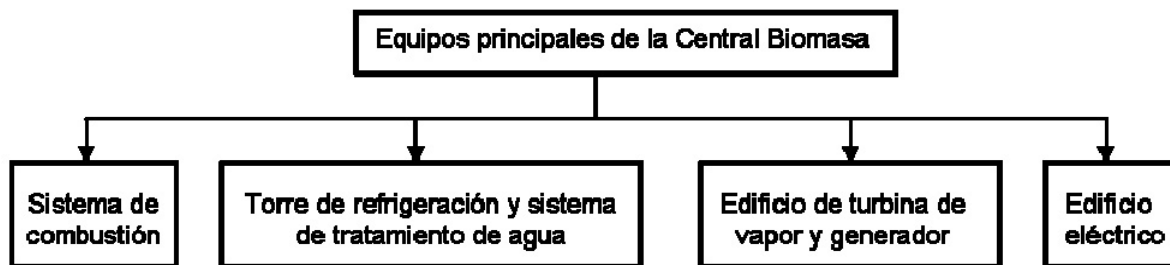 Equipos principales de la Central Biomasa
Sistema de
combustión
Torre de refrigeración y sistema
de tratamiento de agua
Edificio de turbina de
vapor y generador
Edificio
eléctrico